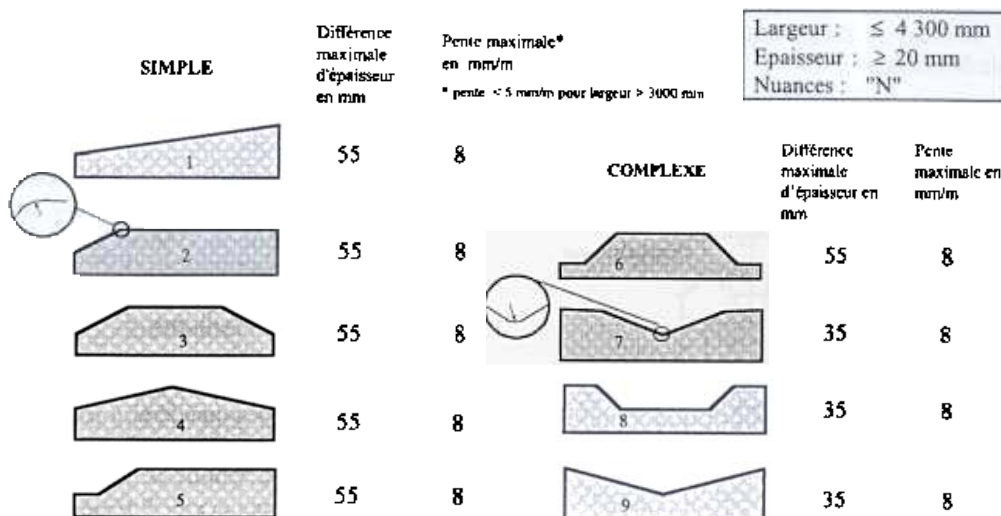 SIMPLE
Différence
maximale
d'épaisseur
en mm
Pente maximale*
en mm/m
* pente < 5 mm/m pour largeur > 3000 mm
Largeur : ≤ 4 300 mm
Epaisseur : ≥ 20 mm
Nuances : "N"
1 55 8
2 55 8
3 55 8
4 55 8
5 55 8
COMPLEXE
Différence
maximale
d'épaisseur en
mm
Pente
maximale en
mm/m
6 55 8
7 35 8
8 35 8
9 35 8